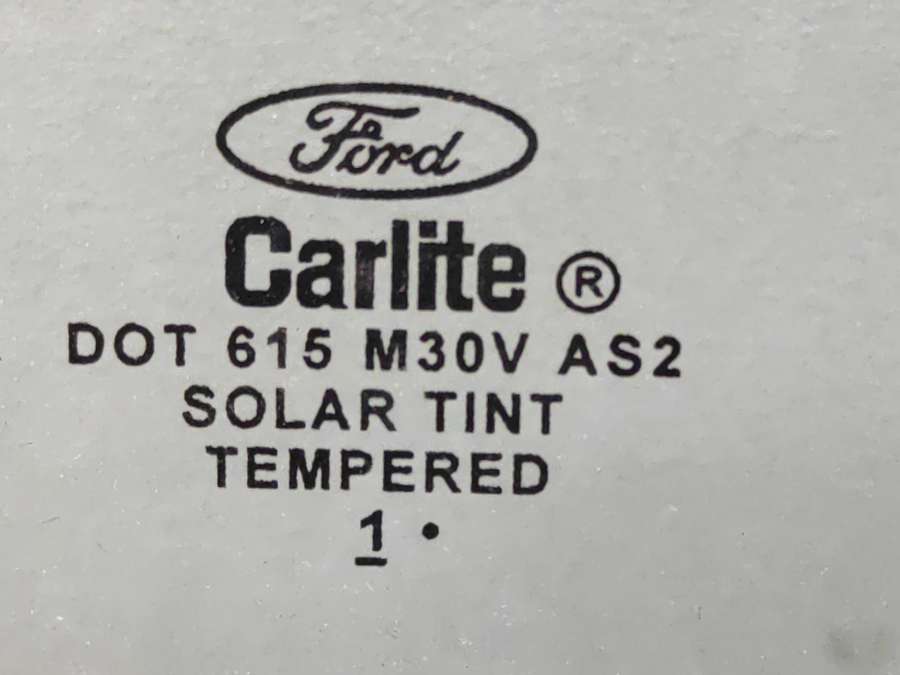 Ford
Carlite ®
DOT 615 M30V AS2
SOLAR TINT
TEMPERED
1 •